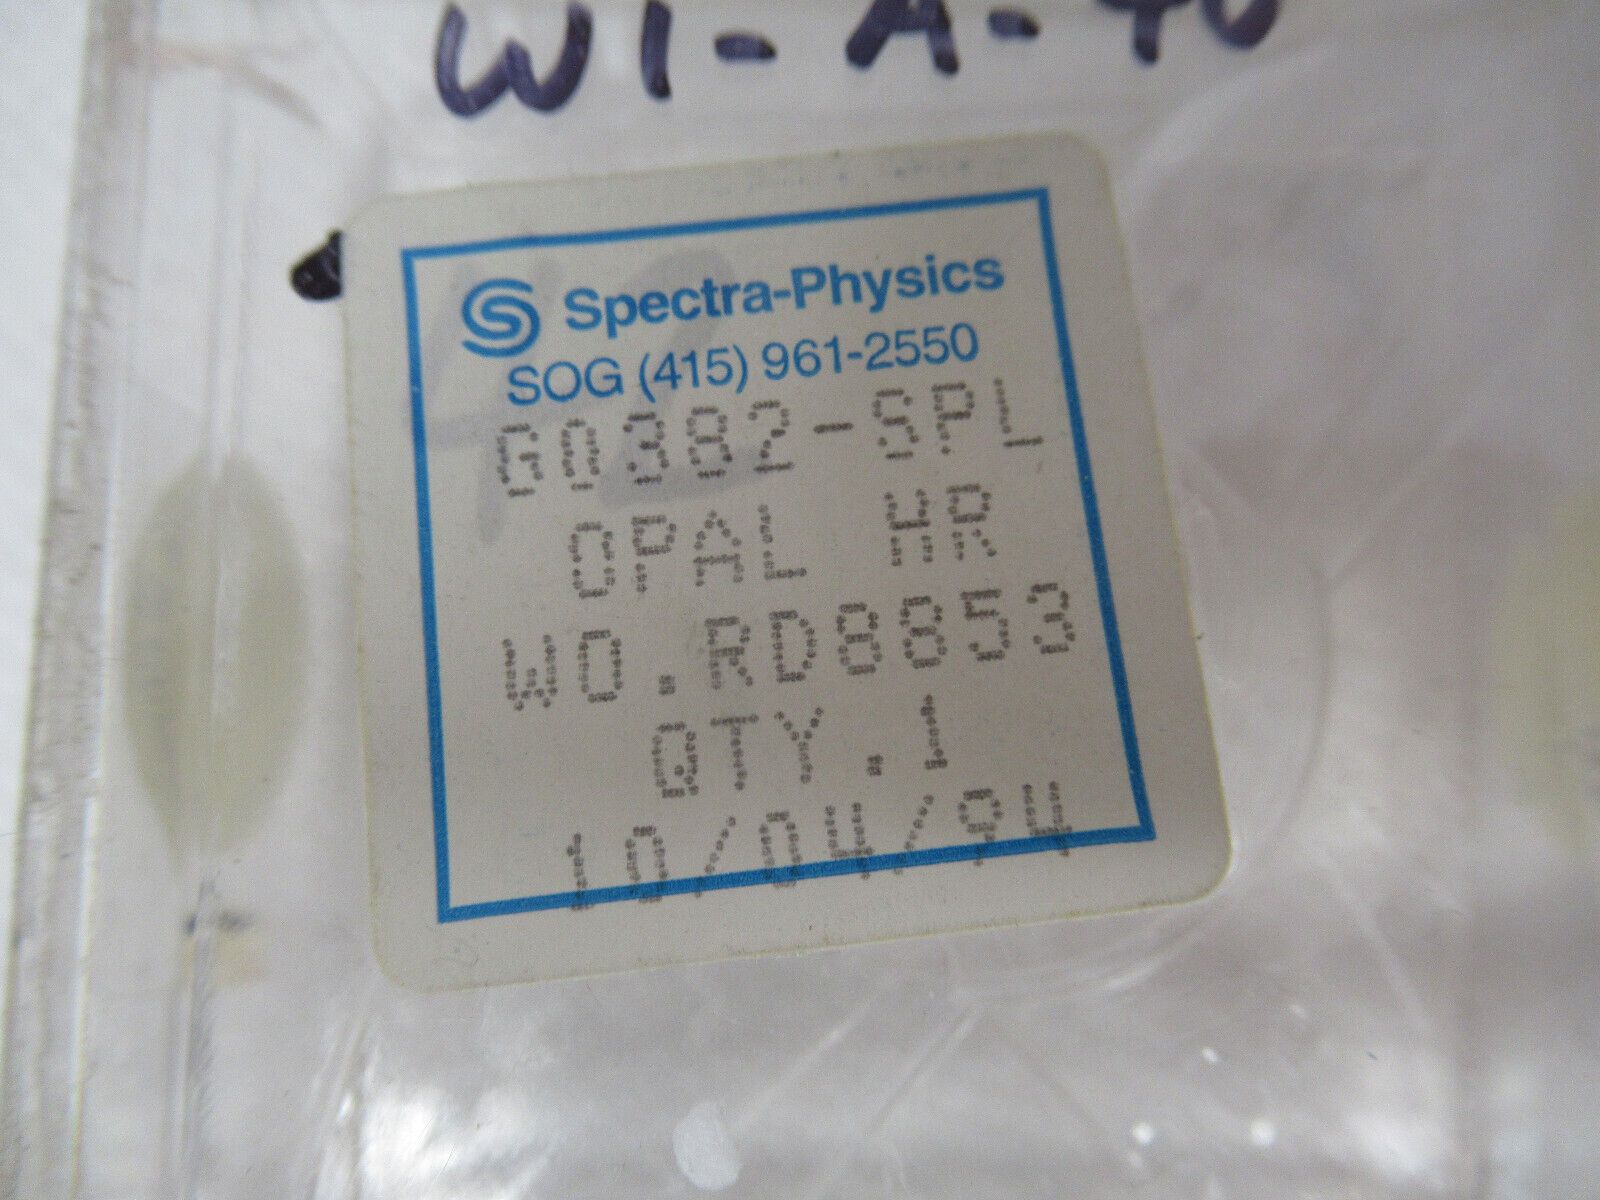 W1-A-40
Spectra-Physics
SOG (415) 961-2550
G0382-SPL
OPAL HR
WO.RD8853
QTY.1
10/04/94